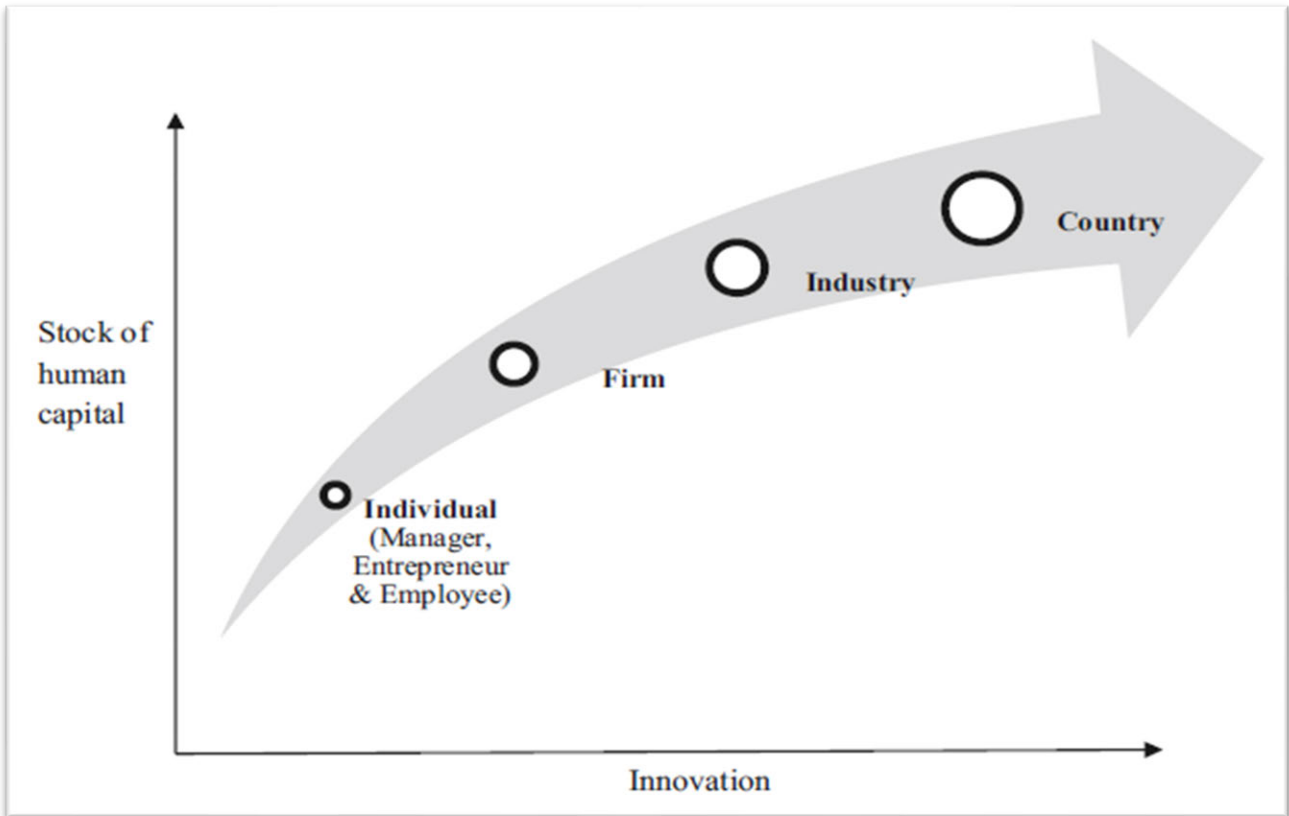 Stock of
human
capital
Country
Industry
Firm
Individual
(Manager,
Entrepreneur
& Employee)
Innovation